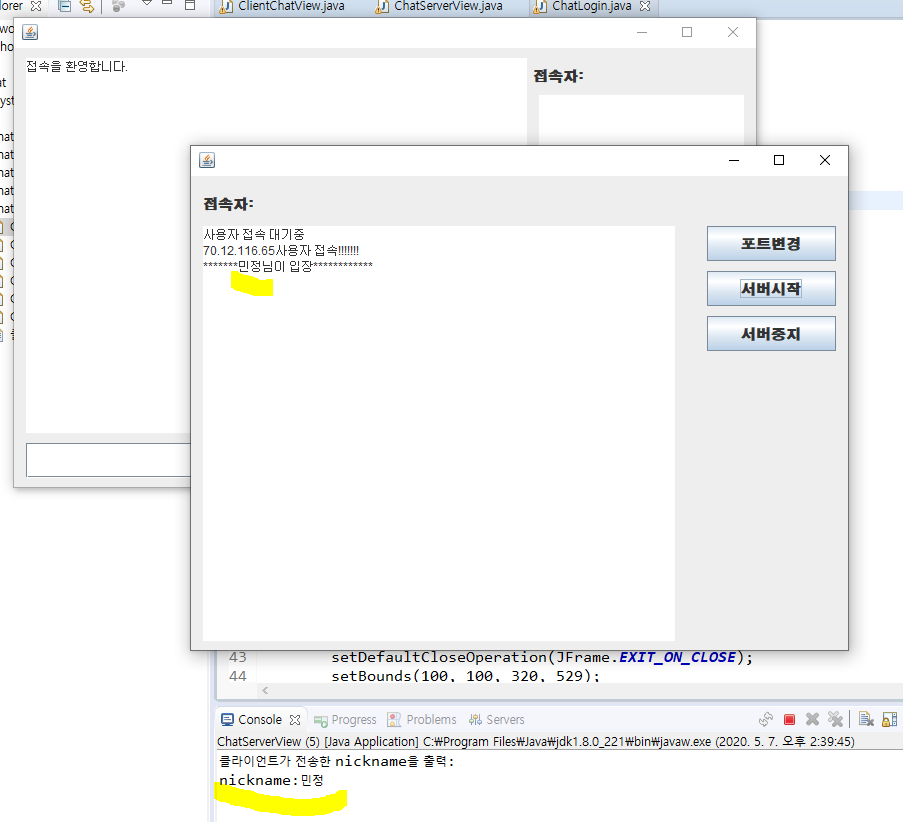 ClientChatView.java ChatServerView.java ChatLogin.java
접속을 환영합니다.
접속자:
접속자:
사용자 접속 대기중
70.12.116.65사용자 접속!!!!!!!
*******민정님이 입장************
포트변경
서버시작
서버중지
43 setDefaultCloseOperation(JFrame.EXIT_ON_CLOSE);
44 setBounds(100, 100, 320, 529);
Console Progress Problems Servers
ChatServerView (5) [Java Application] C:₩Program Files₩Java₩jdk1.8.0_221₩bin₩javaw.exe (2020. 5. 7. 오후 2:39:45)
클라이언트가 전송한 nickname을 출력:
nickname:민정